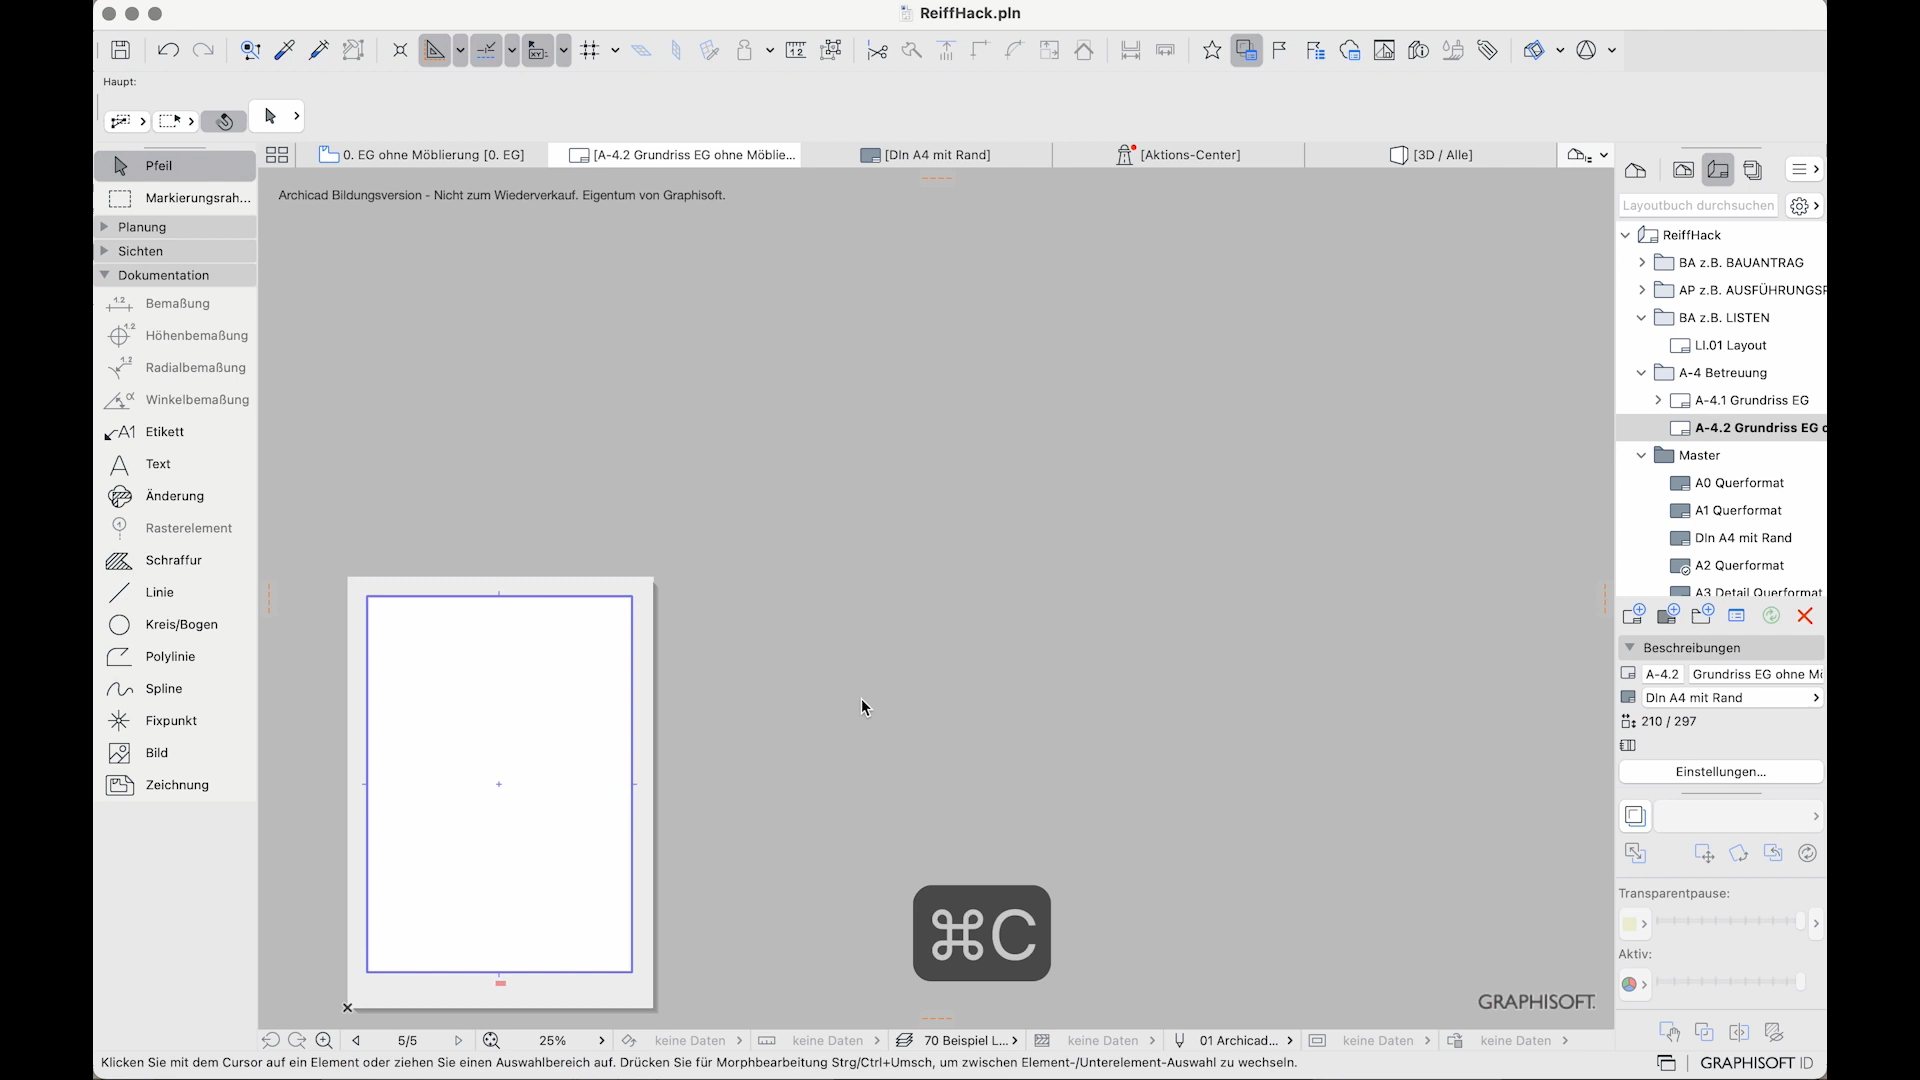 ReiffHack.pln
Haupt:
Pfeil
Markierungsrah...
Planung
Sichten
Dokumentation
Bemaßung
Höhenbemaßung
Radialbemaßung
Winkelbemaßung
Etikett
Text
Änderung
Rasterelement
Schraffur
Linie
Kreis/Bogen
Polylinie
Spline
Fixpunkt
Bild
Zeichnung
0. EG ohne Möblierung [0. EG]
[A-4.2 Grundriss EG ohne Möblie...
[DIn A4 mit Rand]
[Aktions-Center]
[3D / Alle]
Archicad Bildungsversion - Nicht zum Wiederverkauf. Eigentum von Graphisoft.
⌘C
GRAPHISOFT.
Layoutbuch durchsuchen
ReiffHack
BA z.B. BAUANTRAG
AP z.B. AUSFÜHRUNGSP
BA z.B. LISTEN
LI.01 Layout
A-4 Betreuung
A-4.1 Grundriss EG
A-4.2 Grundriss EG o
Master
A0 Querformat
A1 Querformat
DIn A4 mit Rand
A2 Querformat
A3 Detail Querformat
Beschreibungen
A-4.2 Grundriss EG ohne Mö
DIn A4 mit Rand
210 / 297
Einstellungen...
Transparentpause:
Aktiv:
5/5
25%
keine Daten
keine Daten
70 Beispiel L...
keine Daten
01 Archicad...
keine Daten
keine Daten
Klicken Sie mit dem Cursor auf ein Element oder ziehen Sie einen Auswahlbereich auf. Drücken Sie für Morphbearbeitung Strg/Ctrl+Umsch, um zwischen Element-/Unterelement-Auswahl zu wechseln.
GRAPHISOFT ID